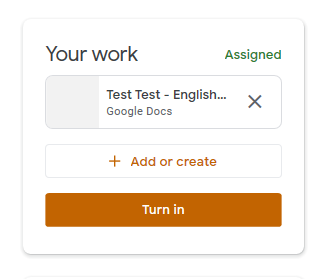 Your work
Assigned
Test Test - English...
Google Docs
Add or create
Turn in